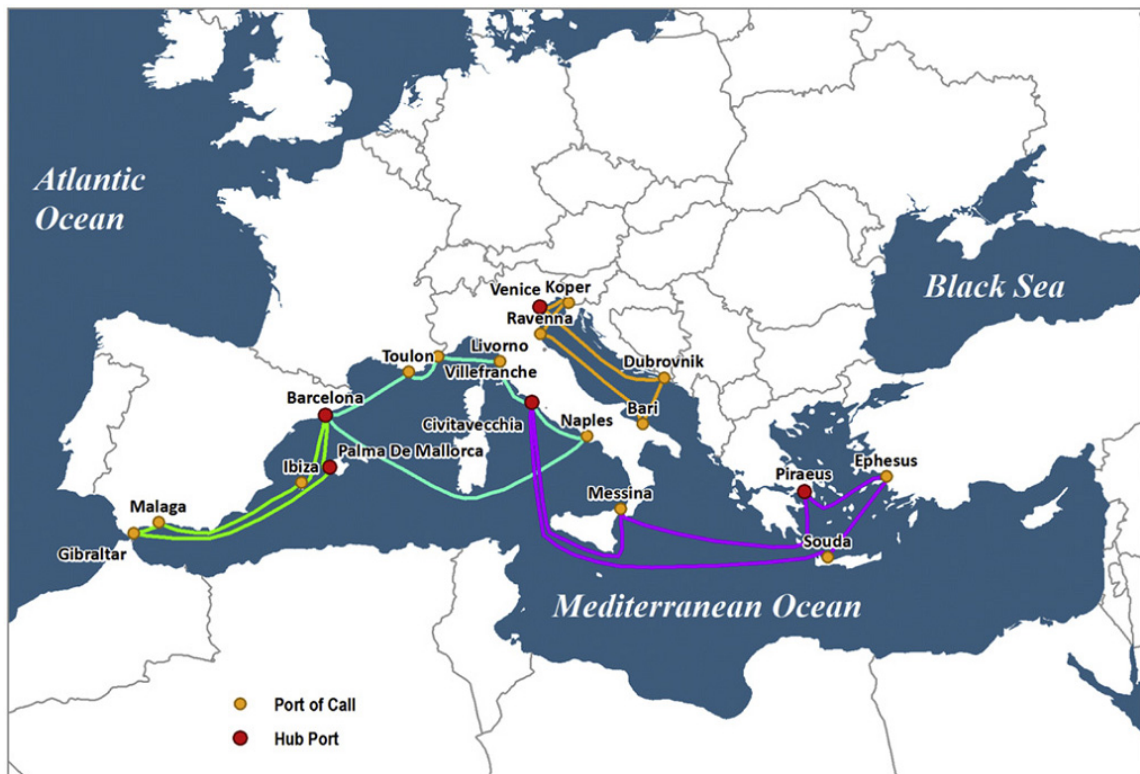 Atlantic
Ocean
Black Sea
Venice
Koper
Ravenna
Toulon
Livorno
Villefranche
Dubrovnik
Barcelona
Bari
Civitavecchia
Naples
Palma De Mallorca
Ibiza
Piraeus
Ephesus
Messina
Malaga
Souda
Gibraltar
Mediterranean Ocean
Port of Call
Hub Port